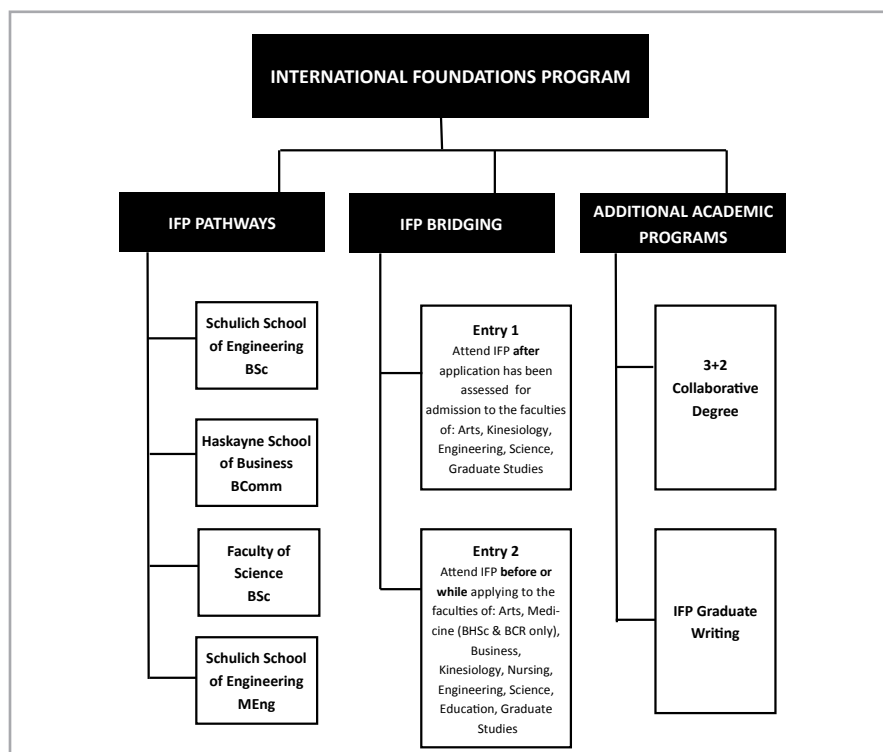 INTERNATIONAL FOUNDATIONS PROGRAM
IFP PATHWAYS
Schulich School
of Engineering
BSc
Haskayne School
of Business
BComm
Faculty of
Science
BSc
Schulich School
of Engineering
MEng
IFP BRIDGING
Entry 1
Attend IFP after
application has been
assessed for
admission to the faculties
of: Arts, Kinesiology,
Engineering, Science,
Graduate Studies
Entry 2
Attend IFP before or
while applying to the
faculties of: Arts, Medi-
cine (BHSc & BCR only),
Business,
Kinesiology, Nursing,
Engineering, Science,
Education, Graduate
Studies
ADDITIONAL ACADEMIC
PROGRAMS
3+2
Collaborative
Degree
IFP Graduate
Writing